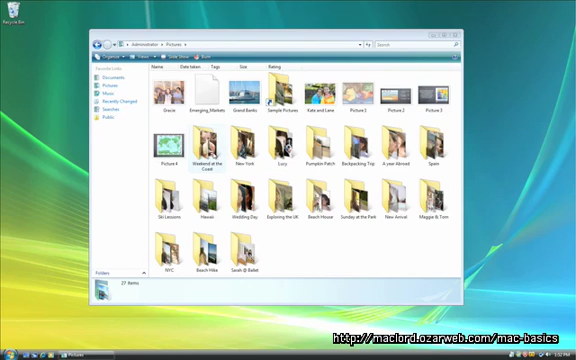 Recycle Bin
Administrator ▸ Pictures ▸
Search
Organize
Views
Slide Show
Burn
Favorite Links
Name
Date taken
Tags
Size
Rating
Documents
Pictures
Music
Recently Changed
Searches
Public
Gracie
Emerging_Markets
Grand Banks
Sample Pictures
Kate and Lena
Picture 1
Picture 2
Picture 3
Picture 4
Weekend at the Coast
New York
Lucy
Pumpkin Patch
Backpacking Trip
A year Abroad
Spain
Ski Lessons
Hawaii
Wedding Day
Exploring the UK
Beach House
Sunday at the Park
New Arrival
Maggie & Tom
NYC
Beach Hike
Sarah @ Ballet
Folders
27 items
http://maclord.ozarweb.com/mac-basics
Pictures